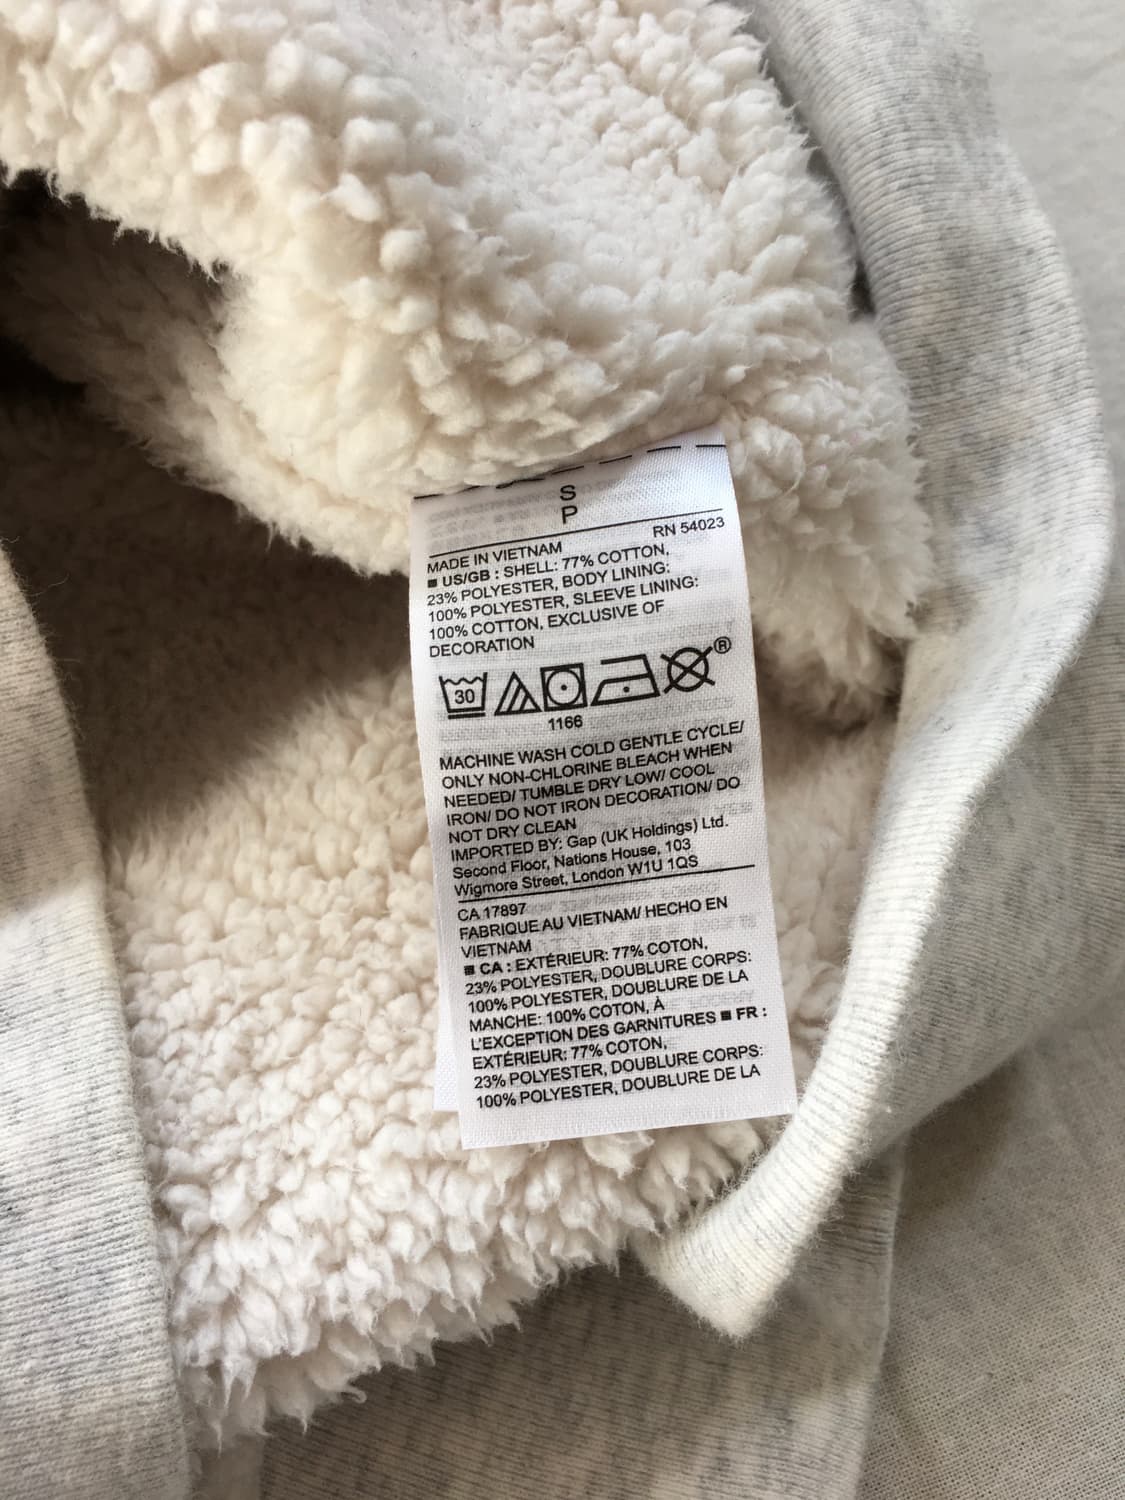 S
P
RN 54023
MADE IN VIETNAM
■ US/GB : SHELL: 77% COTTON,
23% POLYESTER, BODY LINING:
100% POLYESTER, SLEEVE LINING:
100% COTTON, EXCLUSIVE OF
DECORATION
30
®
1166
MACHINE WASH COLD GENTLE CYCLE/
ONLY NON-CHLORINE BLEACH WHEN
NEEDED/ TUMBLE DRY LOW/ COOL
IRON/ DO NOT IRON DECORATION/ DO
NOT DRY CLEAN
IMPORTED BY: Gap (UK Holdings) Ltd.
Second Floor, Nations House, 103
Wigmore Street, London W1U 1QS
CA 17897
FABRIQUE AU VIETNAM/ HECHO EN
VIETNAM
■ CA : EXTÉRIEUR: 77% COTON,
23% POLYESTER, DOUBLURE CORPS:
100% POLYESTER, DOUBLURE DE LA
MANCHE: 100% COTON, À
L'EXCEPTION DES GARNITURES ■ FR :
EXTÉRIEUR: 77% COTON,
23% POLYESTER, DOUBLURE CORPS:
100% POLYESTER, DOUBLURE DE LA